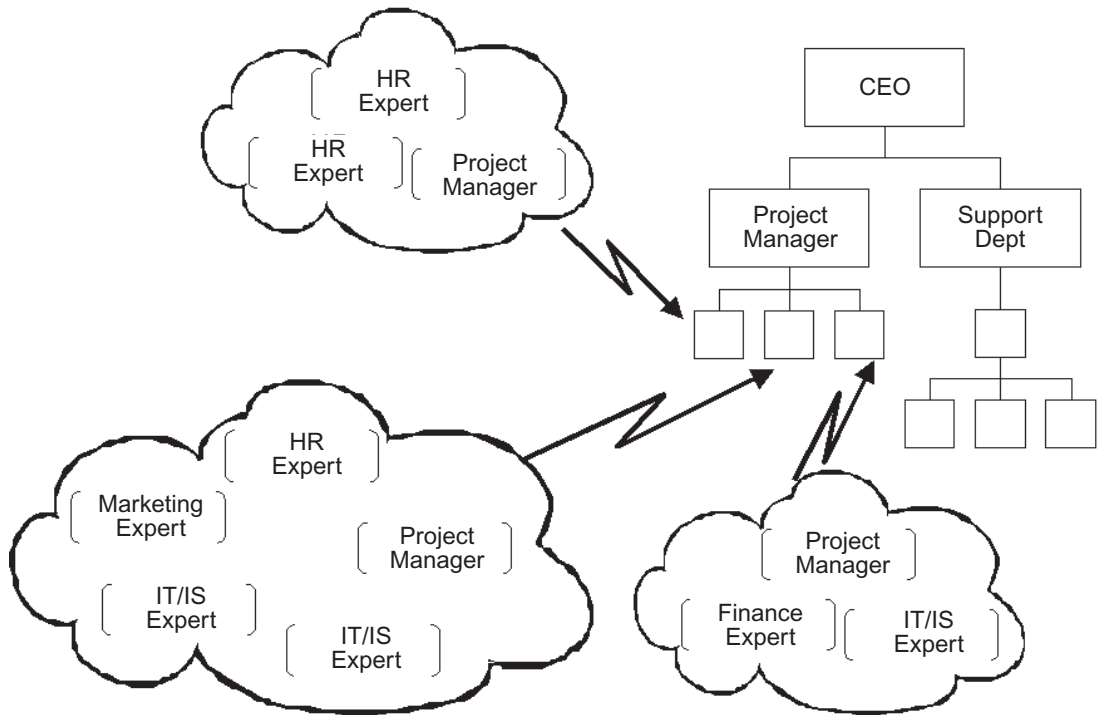 HR
Expert
HR
Expert
Project
Manager
CEO
Project
Manager
Support
Dept
HR
Expert
Marketing
Expert
Project
Manager
IT/IS
Expert
IT/IS
Expert
Project
Manager
Finance
Expert
IT/IS
Expert